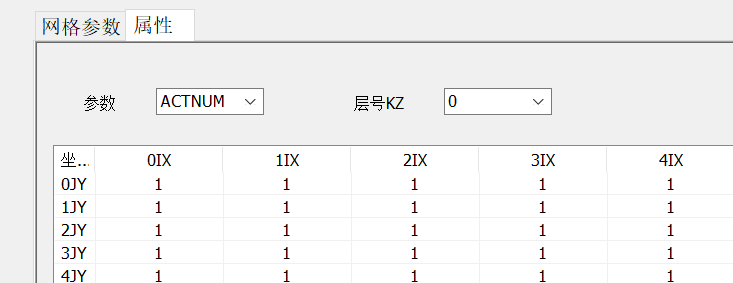 网格参数 属性
参数 ACTNUM 层号KZ 0
坐... 0IX 1IX 2IX 3IX 4IX
0JY 1 1 1 1 1
1JY 1 1 1 1 1
2JY 1 1 1 1 1
3JY 1 1 1 1 1
4JY 1 1 1 1 1